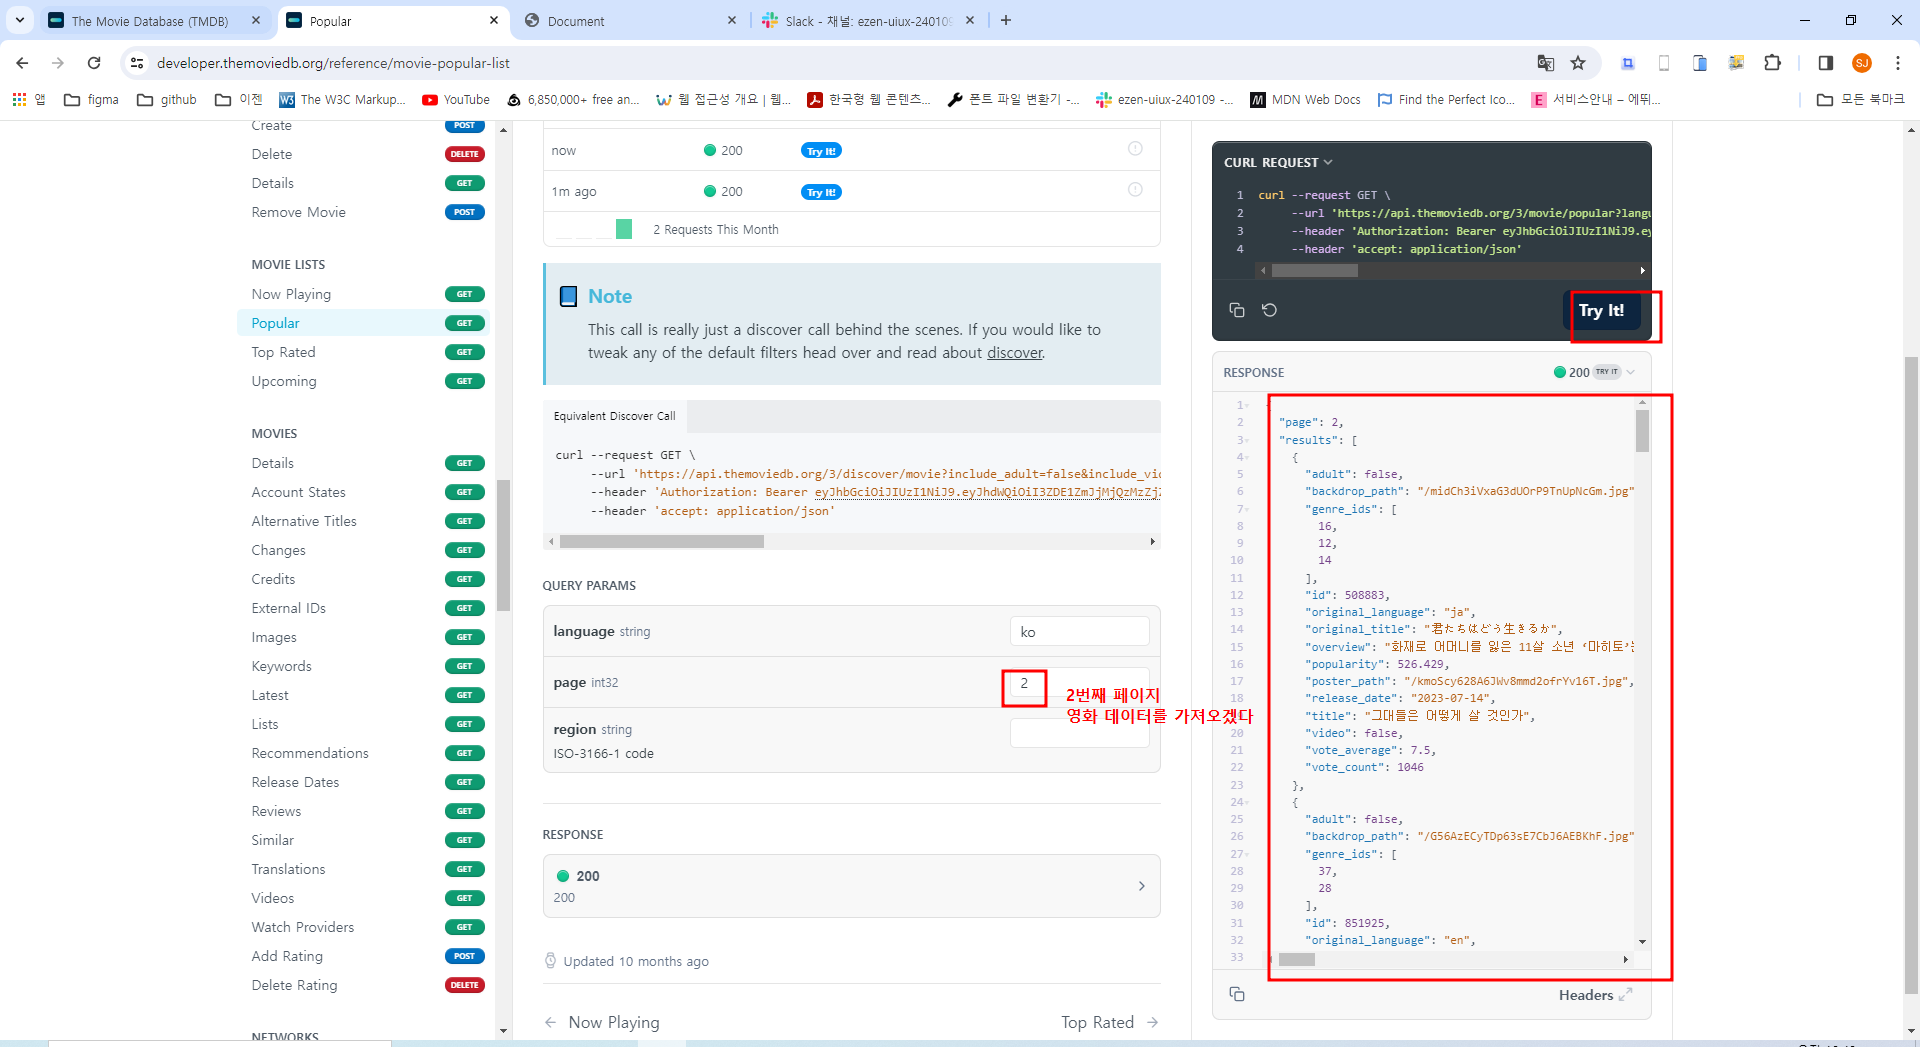 The Movie Database (TMDB)
Popular
Document
Slack - 채널: ezen-uiux-240109
developer.themoviedb.org/reference/movie-popular-list
SJ
앱
figma
github
이젠
The W3C Markup...
YouTube
6,850,000+ free an...
웹 접근성 개요 | 웹...
한국형 웹 콘텐츠...
폰트 파일 변환기 -...
ezen-uiux-240109 -...
MDN Web Docs
Find the Perfect Ico...
서비스안내 – 에뛰...
모든 북마크
Create POST
Delete DELETE
Details GET
Remove Movie POST
MOVIE LISTS
Now Playing GET
Popular GET
Top Rated GET
Upcoming GET
MOVIES
Details GET
Account States GET
Alternative Titles GET
Changes GET
Credits GET
External IDs GET
Images GET
Keywords GET
Latest GET
Lists GET
Recommendations GET
Release Dates GET
Reviews GET
Similar GET
Translations GET
Videos GET
Watch Providers GET
Add Rating POST
Delete Rating DELETE
NETWORKS
now 200 Try It!
1m ago 200 Try It!
2 Requests This Month
Note
This call is really just a discover call behind the scenes. If you would like to
tweak any of the default filters head over and read about discover.
Equivalent Discover Call
curl --request GET \
--url 'https://api.themoviedb.org/3/discover/movie?include_adult=false&include_vi
--header 'Authorization: Bearer
--header 'accept: application/json'
QUERY PARAMS
language string ko
page int32 2
2번째 페이지
영화 데이터를 가져오겠다
region string
ISO-3166-1 code
RESPONSE
200
200
Updated 10 months ago
Now Playing
Top Rated
CURL REQUEST
1 curl --request GET \
2 --url 'https://api.themoviedb.org/3/movie/popular?langu
3 --header 'Authorization: Bearer eyJhbGciOiJIUzI1NiJ9.ey
4 --header 'accept: application/json'
Try It!
RESPONSE 200 TRY IT
1
2 "page": 2,
3 "results": [
4 {
5 "adult": false,
6 "backdrop_path": "/midCh3iVxaG3dUOrP9TnUpNcGm.jpg"
7 "genre_ids": [
8 16,
9 12,
10 14
11 ],
12 "id": 508883,
13 "original_language": "ja",
14 "original_title": "君たちはどう生きるか",
15 "overview": "화재로 어머니를 잃은 11살 소년 ‘마히토’는
16 "popularity": 526.429,
17 "poster_path": "/kmoScy628A6JWv8mmd2ofrYv16T.jpg",
18 "release_date": "2023-07-14",
"title": "그대들은 어떻게 살 것인가",
20 "video": false,
21 "vote_average": 7.5,
22 "vote_count": 1046
23 },
24 {
25 "adult": false,
26 "backdrop_path": "/G56AzECyTDp63sE7CbJ6AEBKhF.jpg"
27 "genre_ids": [
28 37,
29 28
30 ],
31 "id": 851925,
32 "original_language": "en",
33
Headers